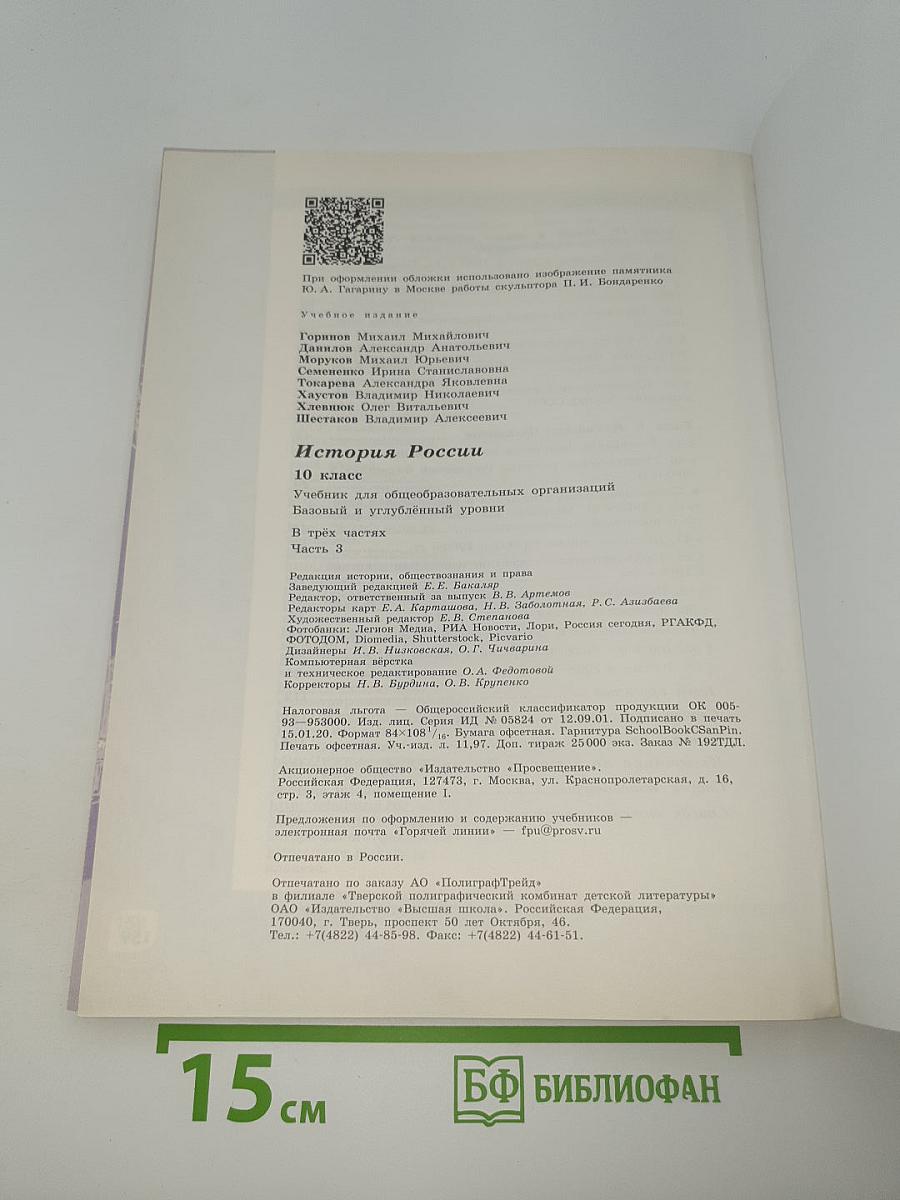 При оформлении обложки использовано изображение памятника
Ю. А. Гагарину в Москве работы скульптора П. И. Бондаренко
Учебное издание
Горинов Михаил Михайлович
Данилов Александр Анатольевич
Моруков Михаил Юрьевич
Семененко Ирина Станиславовна
Токарева Александра Яковлевна
Хаустов Владимир Николаевич
Хлевнюк Олег Витальевич
Шестаков Владимир Алексеевич
История России
10 класс
Учебник для общеобразовательных организаций
Базовый и углублённый уровни
В трёх частях
Часть 3
Редакция истории, обществознания и права
Заведующий редакцией Е. Е. Бакаляр
Редактор, ответственный за выпуск В. В. Артемов
Редакторы карт Е. А. Карташова, Н. В. Заболотная, Р. С. Азизбаева
Художественный редактор Е. В. Степанова
Фотобанки: Легион Медиа, РИА Новости, Лори, Россия сегодня, РГАКФД,
ФОТОДОМ, Diomedia, Shutterstock, Picvario
Дизайнеры И. В. Низковская, О. Г. Чичварина
Компьютерная вёрстка
и техническое редактирование О. А. Федотовой
Корректоры Н. В. Бурдина, О. В. Крупенко
Налоговая льгота — Общероссийский классификатор продукции ОК 005-
93—953000. Изд. лиц. Серия ИД № 05824 от 12.09.01. Подписано в печать
15.01.20. Формат 84×108 1/16. Бумага офсетная. Гарнитура SchoolBookCSanPin.
Печать офсетная. Уч.-изд. л. 11,97. Доп. тираж 25 000 экз. Заказ № 192ТДЛ.
Акционерное общество «Издательство «Просвещение».
Российская Федерация, 127473, г. Москва, ул. Краснопролетарская, д. 16,
стр. 3, этаж 4, помещение I.
Предложения по оформлению и содержанию учебников —
электронная почта «Горячей линии» — fpu@prosv.ru
Отпечатано в России.
Отпечатано по заказу АО «ПолиграфТрейд»
в филиале «Тверской полиграфический комбинат детской литературы»
ОАО «Издательство «Высшая школа». Российская Федерация,
170040, г. Тверь, проспект 50 лет Октября, 46.
Тел.: +7(4822) 44-85-98. Факс: +7(4822) 44-61-51.
15 см
БФ БИБЛИОФАН